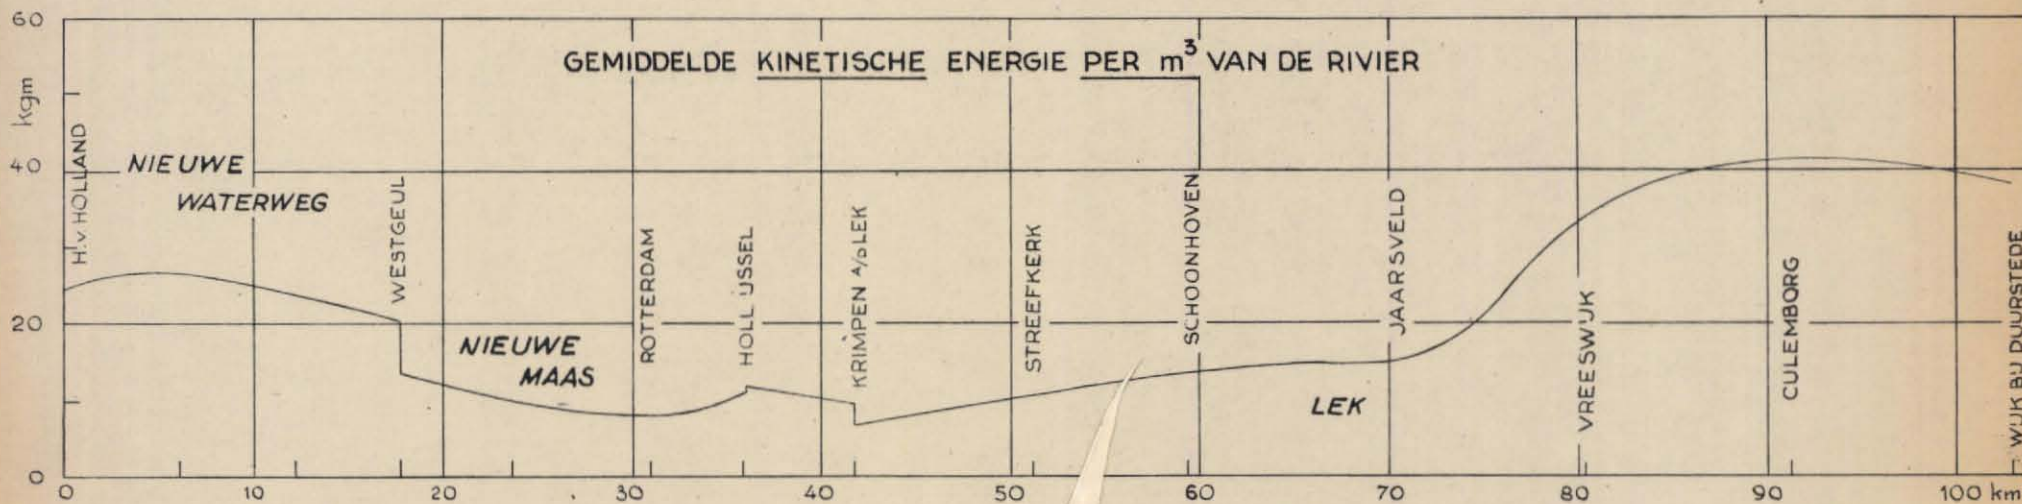 GEMIDDELDE KINETISCHE ENERGIE PER m³ VAN DE RIVIER
60
kgm
40
20
0
H. v. HOLLAND
NIEUWE
WATERWEG
WESTGEUL
NIEUWE
MAAS
ROTTERDAM
HOLL IJSSEL
KRIMPEN A/D LEK
STREEFKERK
SCHOONHOVEN
JAARSVELD
LEK
VREESWIJK
CULEMBORG
WIJK BIJ DUURSTEDE
0 10 20 30 40 50 60 70 80 90 100 km